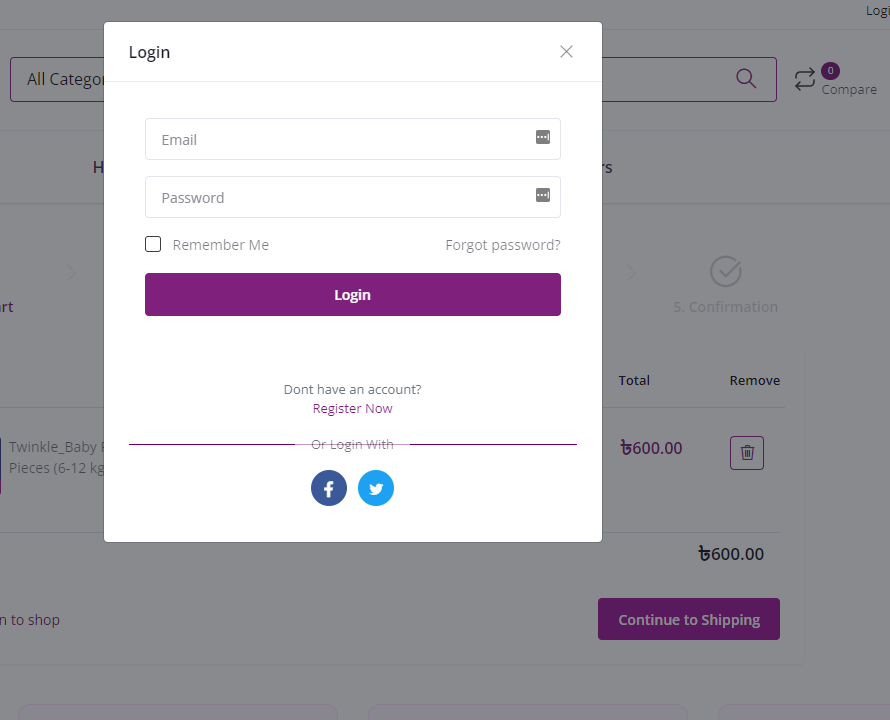 Logi
Login
All Categor
0
Compare
Email
H
rs
Password
Remember Me
Forgot password?
Login
art
5. Confirmation
Dont have an account?
Register Now
Total
Remove
Or Login With
Twinkle_Baby P
Pieces (6-12 kg
৳600.00
৳600.00
n to shop
Continue to Shipping